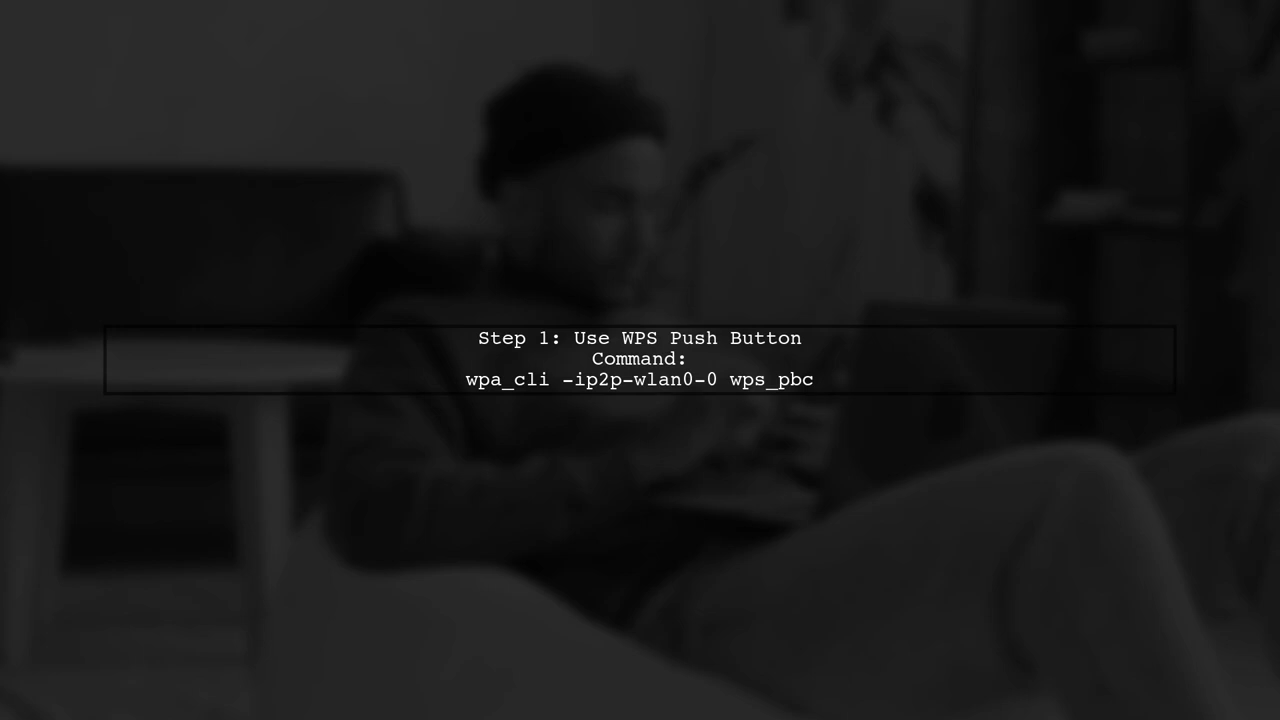 Step 1: Use WPS Push Button
Command:
wpa_cli -ip2p-wlan0-0 wps_pbc